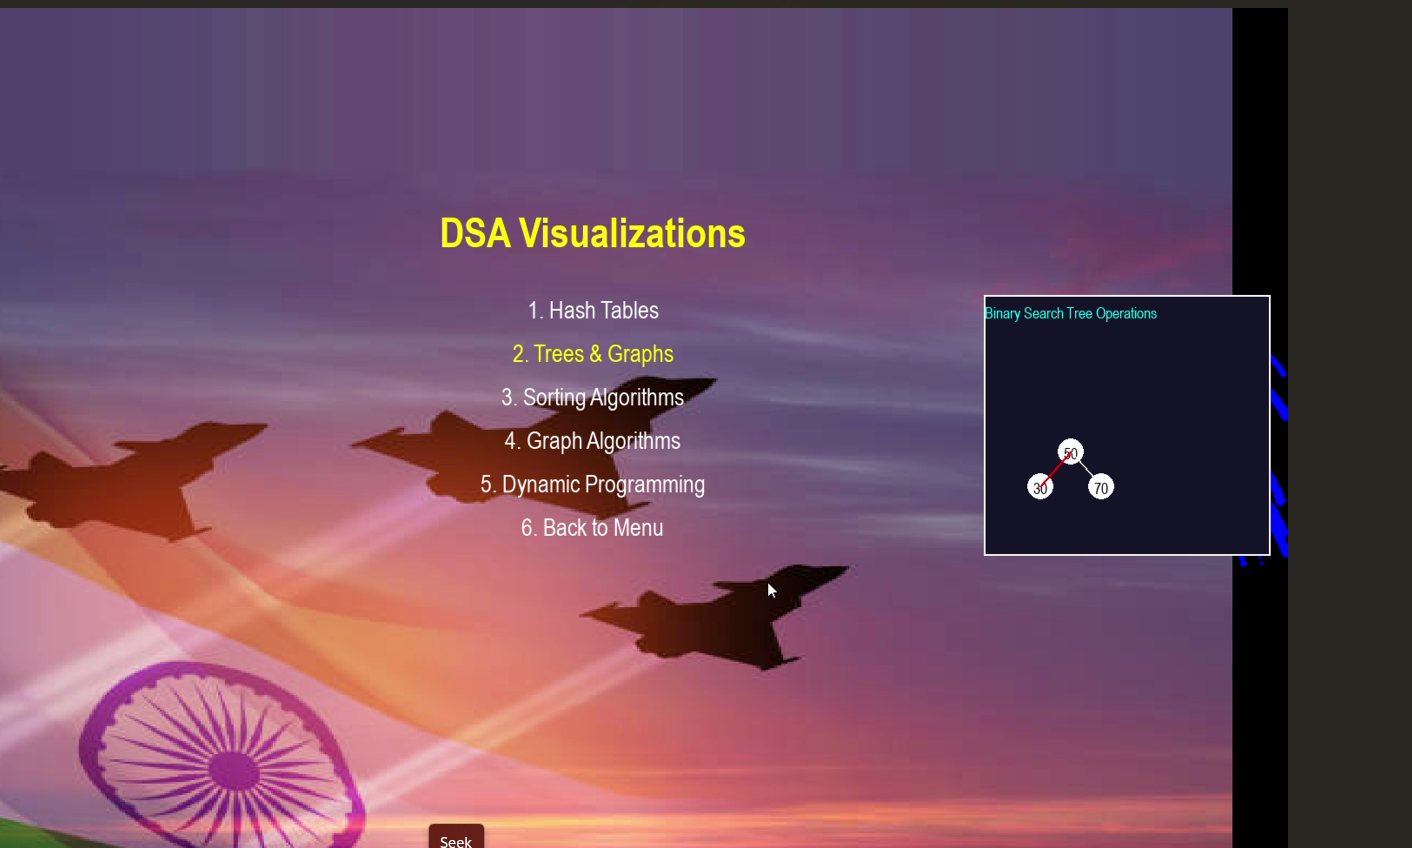 DSA Visualizations
1. Hash Tables
2. Trees & Graphs
3. Sorting Algorithms
4. Graph Algorithms
5. Dynamic Programming
6. Back to Menu
Binary Search Tree Operations
50
30
70
Seek